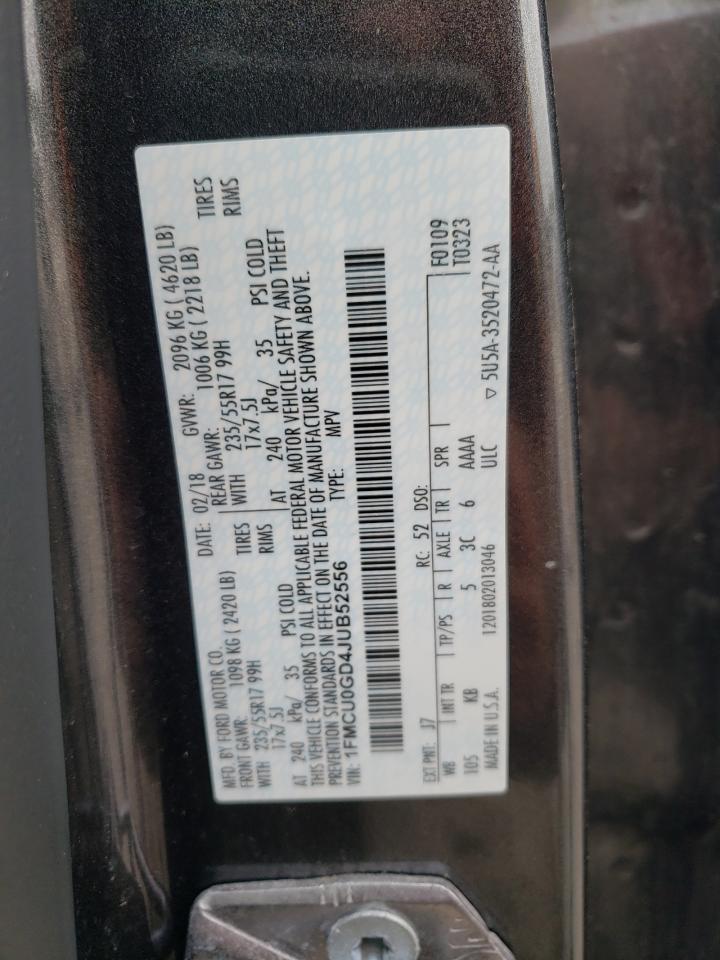 MFD. BY FORD MOTOR CO. DATE: 02/18 GVWR: 2096 KG ( 4620 LB)
FRONT GAWR: 1098 KG ( 2420 LB) REAR GAWR: 1006 KG ( 2218 LB)
WITH 235/55R17 99H TIRES WITH 235/55R17 99H TIRES
17x7.5J RIMS 17x7.5J RIMS
AT 240 kPa/ 35 PSI COLD AT 240 kPa/ 35 PSI COLD
THIS VEHICLE CONFORMS TO ALL APPLICABLE FEDERAL MOTOR VEHICLE SAFETY AND THEFT
PREVENTION STANDARDS IN EFFECT ON THE DATE OF MANUFACTURE SHOWN ABOVE.
VIN: 1FMCU0GD4JUB52556 TYPE: MPV
EXT PNT: J7 RC: 52 DSO: F0109
WB INT TR TP/PS R AXLE TR SPR T0323
105 KB 5 3C 6 AAAA
MADE IN U.S.A. 1201802013046 ULC ▽ 5U5A-3520472-AA